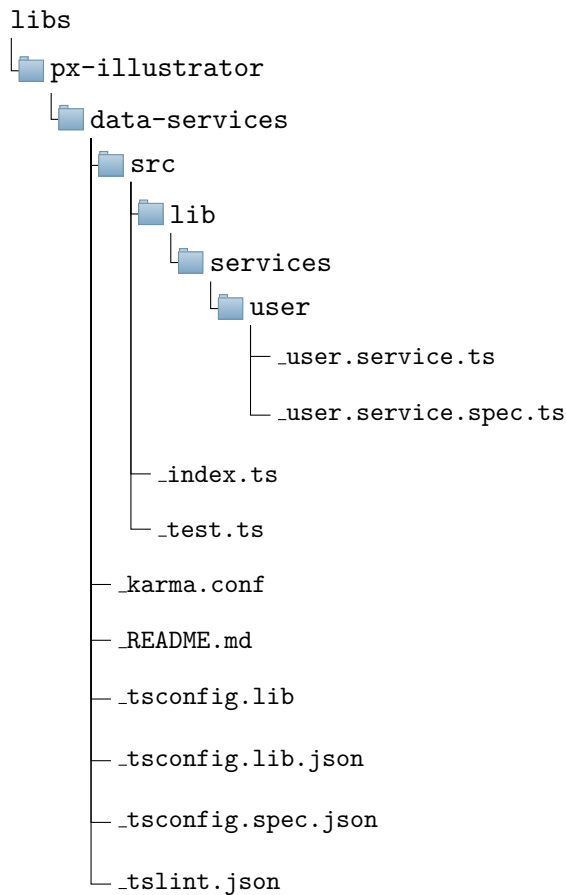 libs
px-illustrator
data-services
src
lib
services
user
_user.service.ts
_user.service.spec.ts
_index.ts
_test.ts
_karma.conf
_README.md
_tsconfig.lib
_tsconfig.lib.json
_tsconfig.spec.json
_tslint.json